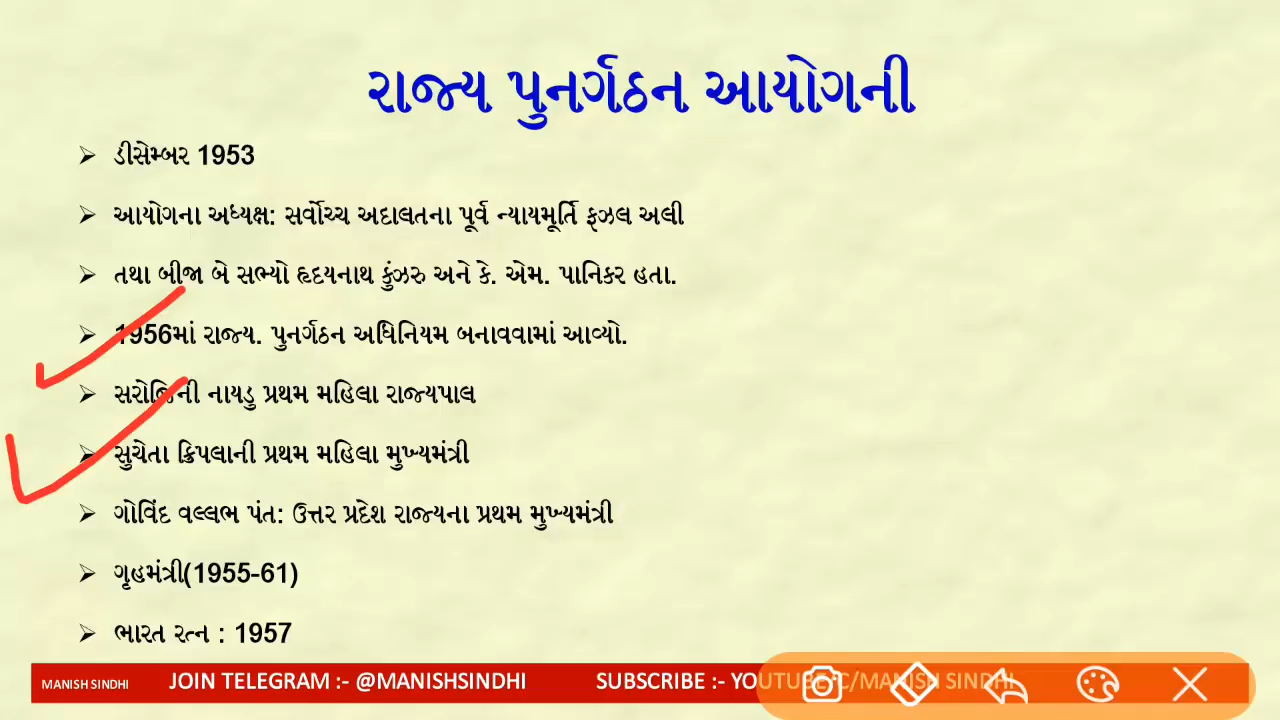 રાજ્ય પુનર્ગઠન આયોગની
ડીસેમ્બર 1953
આયોગના અધ્યક્ષ: સર્વોચ્ચ અદાલતના પૂર્વ ન્યાયમૂર્તિ ફઝલ અલી
તથા બીજા બે સભ્યો હૃદયનાથ કુંઝરુ અને કે. એમ. પાનિકર હતા.
1956માં રાજ્ય. પુનર્ગઠન અધિનિયમ બનાવવામાં આવ્યો.
સરોજિની નાયડુ પ્રથમ મહિલા રાજ્યપાલ
સુચેતા ક્રિપલાની પ્રથમ મહિલા મુખ્યમંત્રી
ગોવિંદ વલ્લભ પંત: ઉત્તર પ્રદેશ રાજ્યના પ્રથમ મુખ્યમંત્રી
ગૃહમંત્રી(1955-61)
ભારત રત્ન : 1957
MANISH SINDHI JOIN TELEGRAM :- @MANISHSINDHI SUBSCRIBE :- YOUTUBE/C/MANISH SINDHI